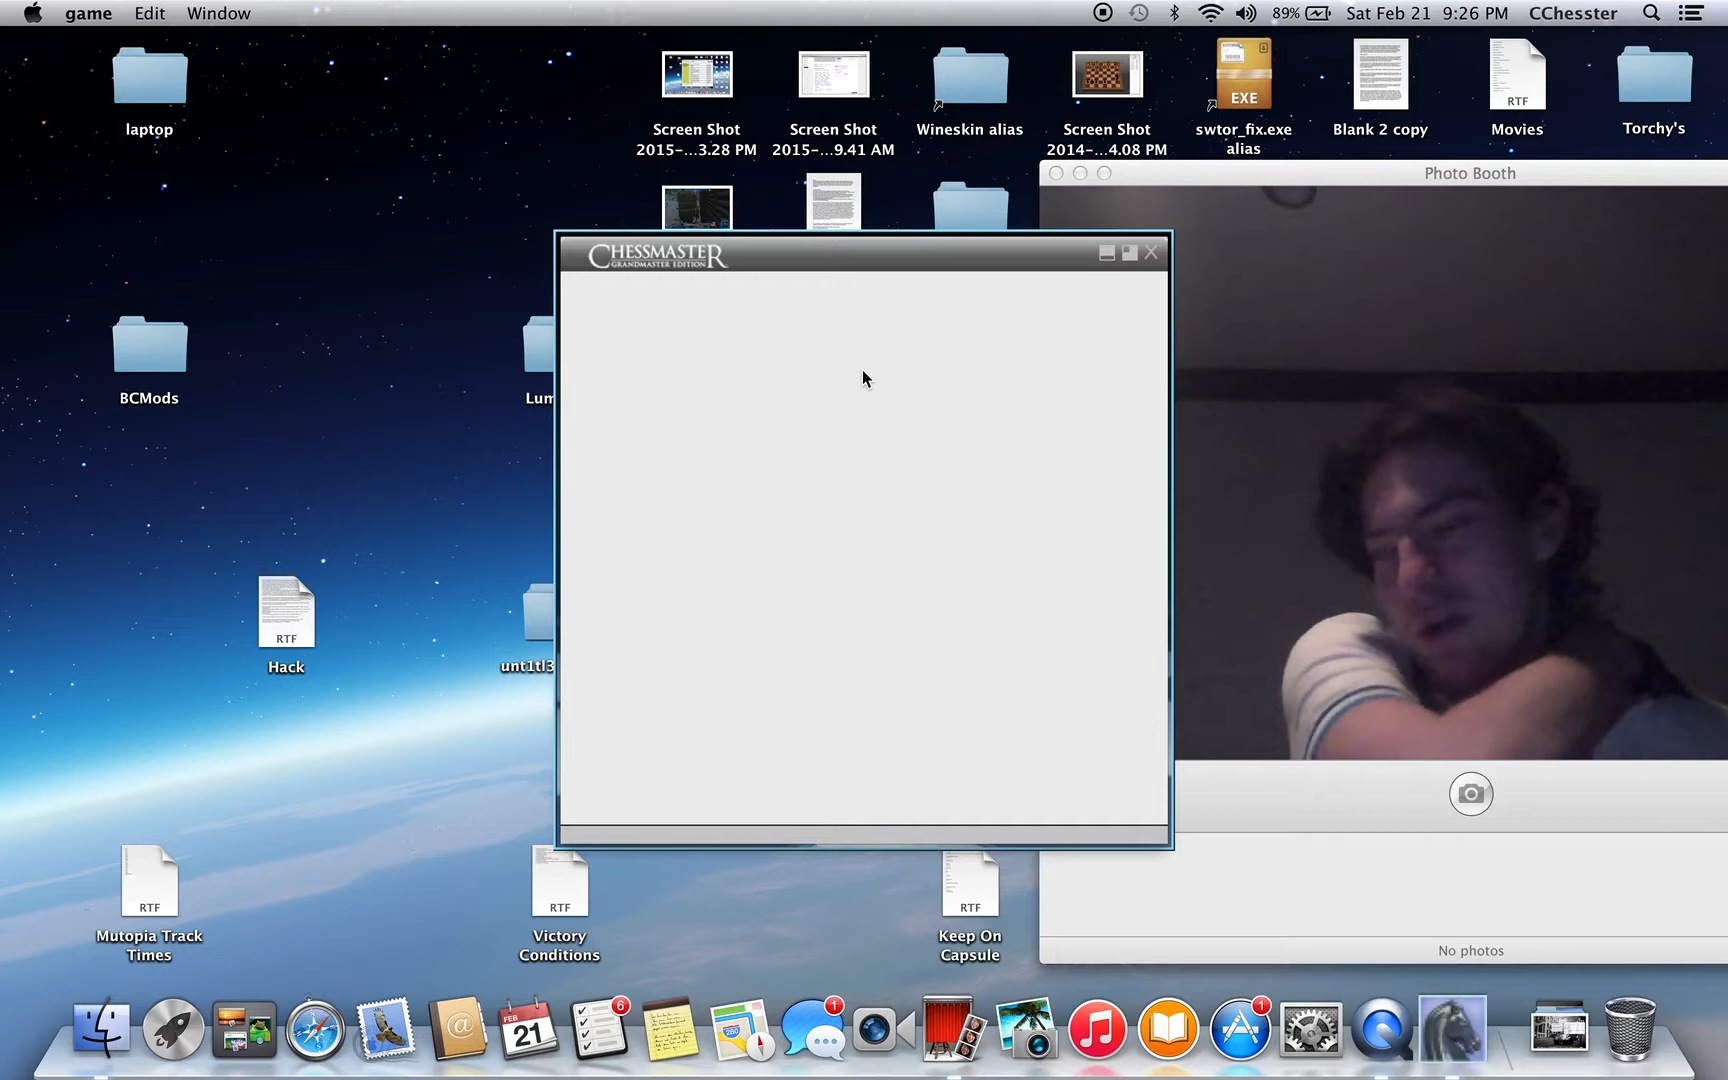 game Edit Window 89% Sat Feb 21 9:26 PM CChesster
laptop
Screen Shot
2015-...3.28 PM
Screen Shot
2015-...9.41 AM
Wineskin alias
Screen Shot
2014-...4.08 PM
EXE
swtor_fix.exe
alias
Blank 2 copy
RTF
Movies
Torchy's
Photo Booth
CHESSMASTER
GRANDMASTER EDITION
BCMods
Lum
RTF
Hack
unt1tl3
RTF
Mutopia Track
Times
RTF
Victory
Conditions
RTF
Keep On
Capsule
No photos
FEB
21
6
280
1
1